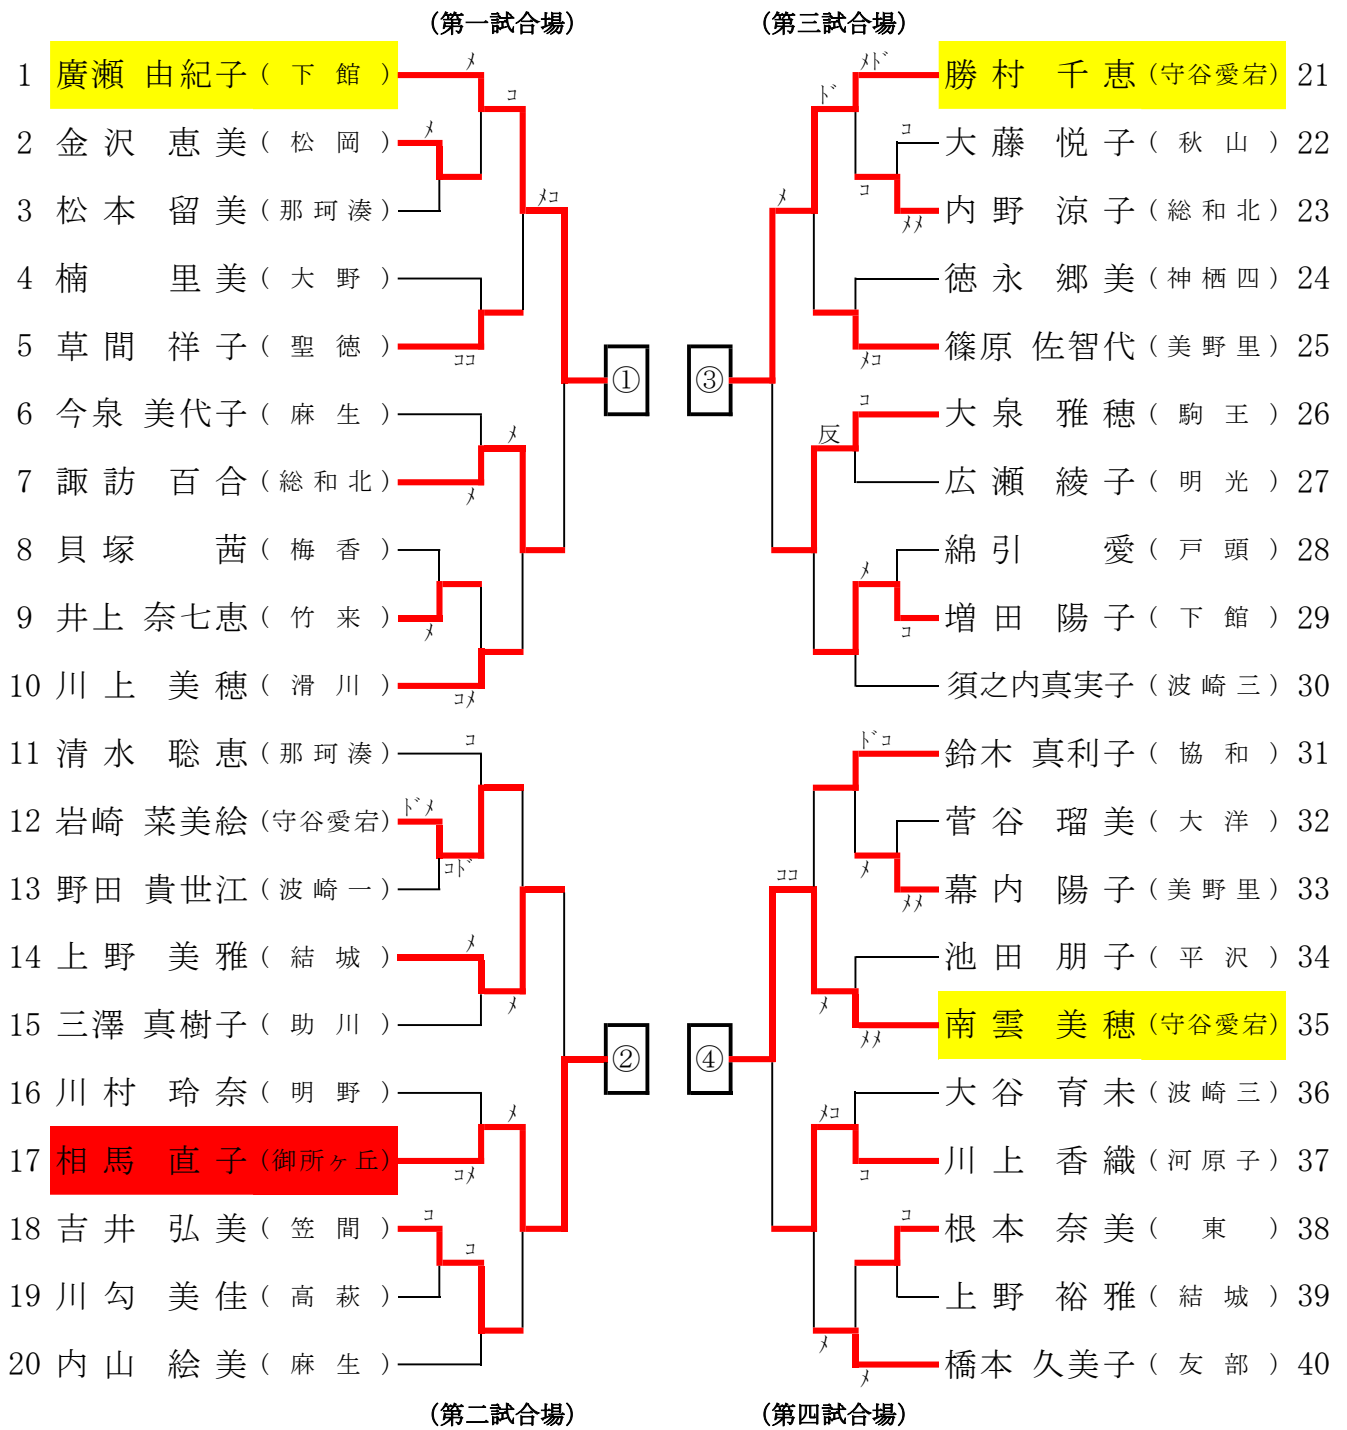 (第一試合場)
1 廣瀬 由紀子 (下館)
メ
コ
2 金沢 恵美 (松岡)
メ
3 松本 留美 (那珂湊)
メコ
4 楠 里美 (大野)
5 草間 祥子 (聖徳)
ココ
①
6 今泉 美代子 (麻生)
メ
7 諏訪 百合 (総和北)
メ
8 貝塚 茜 (梅香)
9 井上 奈七恵 (竹来)
メ
10 川上 美穂 (滑川)
コメ
11 清水 聡恵 (那珂湊)
コ
12 岩崎 菜美絵 (守谷愛宕)
ドメ
コド
13 野田 貴世江 (波崎一)
14 上野 美雅 (結城)
メ
メ
15 三澤 真樹子 (助川)
②
16 川村 玲奈 (明野)
メ
17 相馬 直子 (御所ヶ丘)
コメ
18 吉井 弘美 (笠間)
コ
コ
19 川勾 美佳 (高萩)
20 内山 絵美 (麻生)
(第二試合場)
(第三試合場)
メド
勝村 千恵 (守谷愛宕) 21
ド
コ
大藤 悦子 (秋山) 22
コ
メ
内野 涼子 (総和北) 23
メメ
徳永 郷美 (神栖四) 24
篠原 佐智代 (美野里) 25
メコ
③
コ
大泉 雅穂 (駒王) 26
反
広瀬 綾子 (明光) 27
綿引 愛 (戸頭) 28
メ
増田 陽子 (下館) 29
コ
須之内真実子 (波崎三) 30
ドコ
鈴木 真利子 (協和) 31
菅谷 瑠美 (大洋) 32
メ
ココ
幕内 陽子 (美野里) 33
メメ
池田 朋子 (平沢) 34
メ
南雲 美穂 (守谷愛宕) 35
メメ
④
大谷 育未 (波崎三) 36
メコ
川上 香織 (河原子) 37
コ
コ
根本 奈美 (東) 38
上野 裕雅 (結城) 39
メ
橋本 久美子 (友部) 40
メ
(第四試合場)